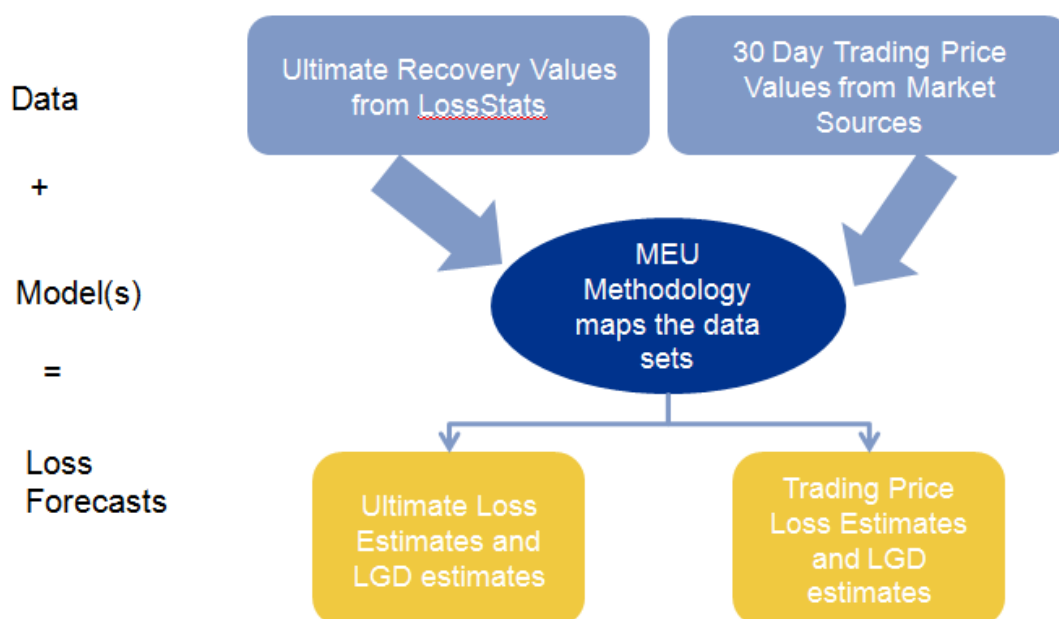 Data
+
Model(s)
=
Loss
Forecasts
Ultimate Recovery Values
from LossStats
30 Day Trading Price
Values from Market
Sources
MEU
Methodology
maps the data
sets
Ultimate Loss
Estimates and
LGD estimates
Trading Price
Loss Estimates
and LGD
estimates